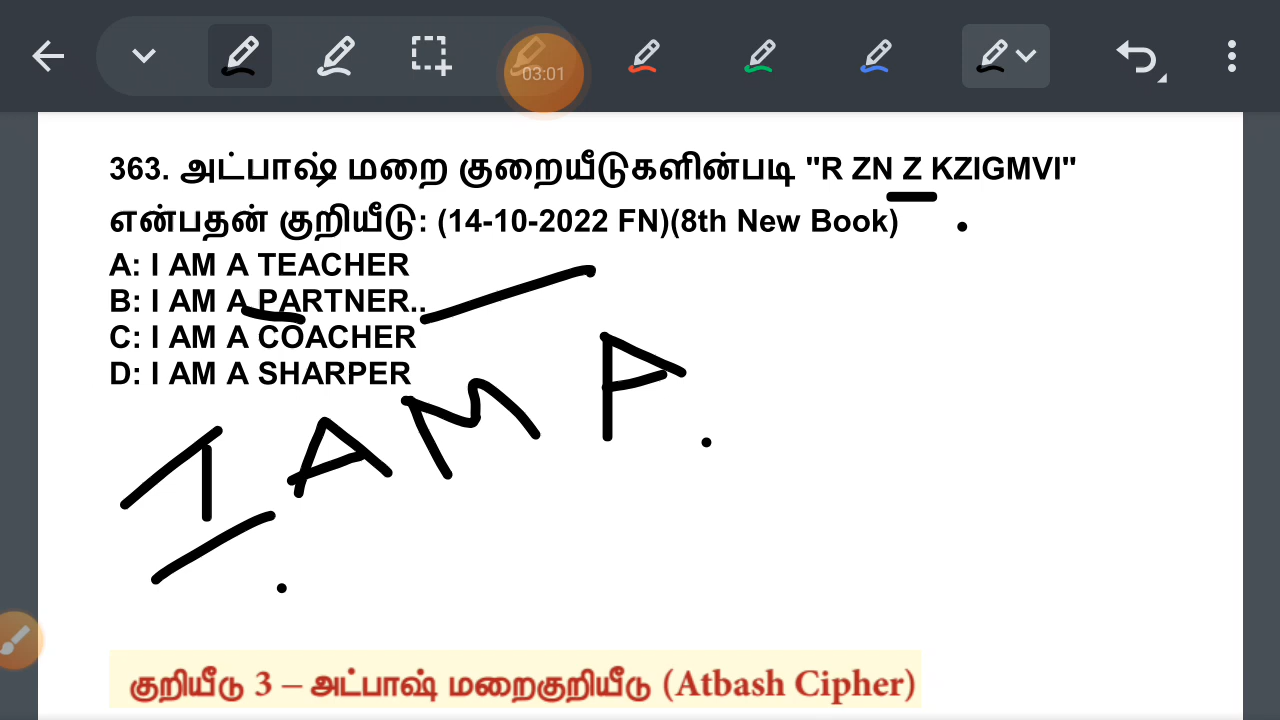 03:01
363. அட்பாஷ் மறை குறையீடுகளின்படி "R ZN Z KZIGMVI"
என்பதன் குறியீடு: (14-10-2022 FN)(8th New Book)
A: I AM A TEACHER
B: I AM A PARTNER..
C: I AM A COACHER
D: I AM A SHARPER
I A M P
குறியீடு 3 – அட்பாஷ் மறைகுறியீடு (Atbash Cipher)